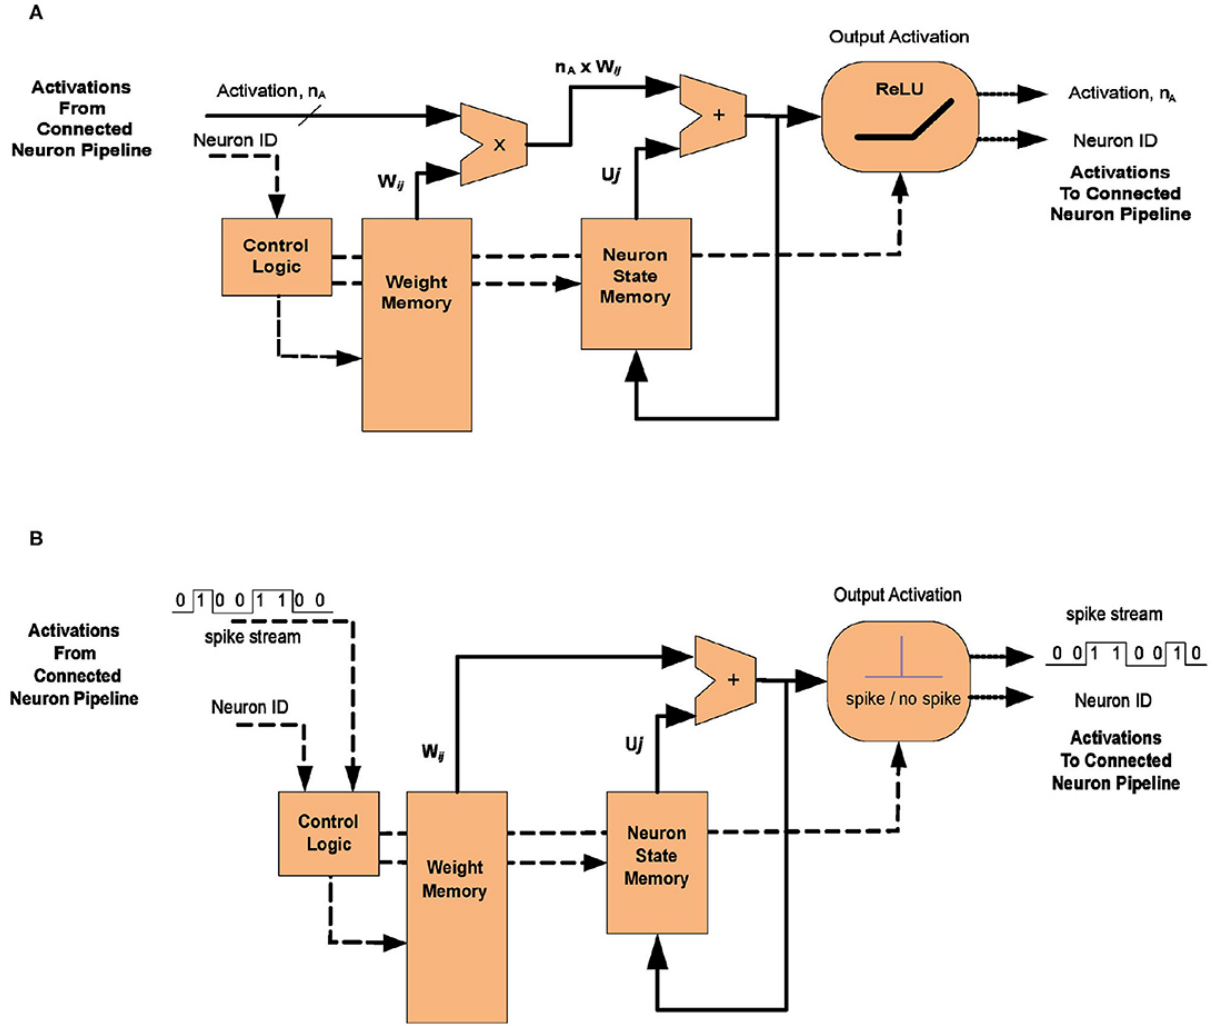 A
Output Activation
Activations
From
Connected
Neuron Pipeline
Activation, nA
Neuron ID
nA x Wij
ReLU
+
x
Wij
Uj
Activation, nA
Neuron ID
Activations
To Connected
Neuron Pipeline
Control
Logic
Weight
Memory
Neuron
State
Memory
B
0 1 0 0 1 1 0 0
spike stream
Activations
From
Connected
Neuron Pipeline
Neuron ID
Output Activation
spike / no spike
+
Wij
Uj
spike stream
0 0 1 1 0 0 1 0
Neuron ID
Activations
To Connected
Neuron Pipeline
Control
Logic
Weight
Memory
Neuron
State
Memory